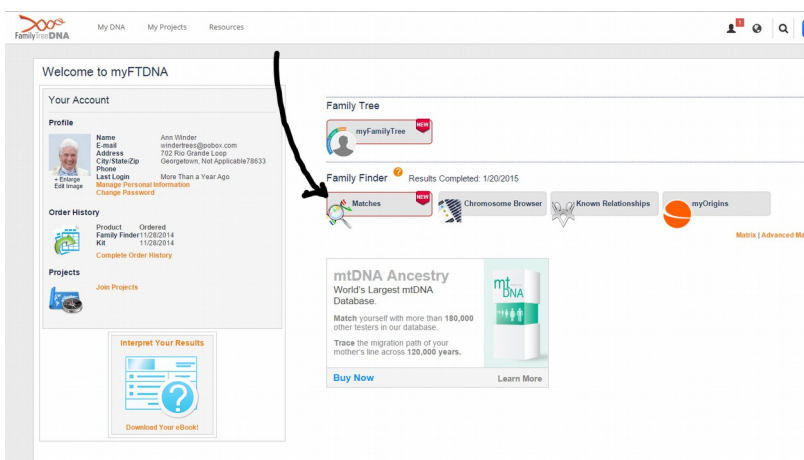 FamilyTreeDNA
My DNA My Projects Resources
1
Welcome to myFTDNA
Your Account
Profile
Name Ann Winder
E-mail windertrees@pobox.com
Address 702 Rio Grande Loop
City/State/Zip Georgetown, Not Applicable78633
Phone
Last Login More Than a Year Ago
+ Enlarge
Edit Image
Manage Personal Information
Change Password
Order History
Product Ordered
Family Finder11/28/2014
Kit 11/28/2014
Complete Order History
Projects
Join Projects
Interpret Your Results
?
Download Your eBook!
Family Tree
myFamilyTree NEW
Family Finder ? Results Completed: 1/20/2015
Matches NEW Chromosome Browser Known Relationships myOrigins
Matrix | Advanced Ma
mtDNA Ancestry
World's Largest mtDNA
Database.
Match yourself with more than 180,000
other testers in our database.
Trace the migration path of your
mother's line across 120,000 years.
mt
DNA
Buy Now Learn More